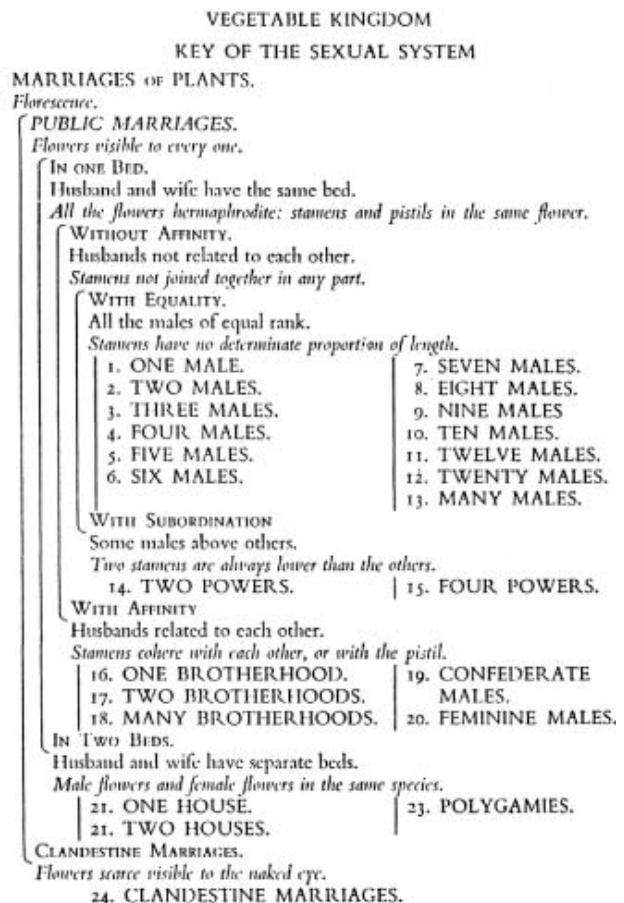 VEGETABLE KINGDOM
KEY OF THE SEXUAL SYSTEM
MARRIAGES OF PLANTS.
Florescence.
PUBLIC MARRIAGES.
Flowers visible to every one.
IN ONE BED.
Husband and wife have the same bed.
All the flowers hermaphrodite: stamens and pistils in the same flower.
WITHOUT AFFINITY.
Husbands not related to each other.
Stamens not joined together in any part.
WITH EQUALITY.
All the males of equal rank.
Stamens have no determinate proportion of length.
1. ONE MALE.
2. TWO MALES.
3. THREE MALES.
4. FOUR MALES.
5. FIVE MALES.
6. SIX MALES.
7. SEVEN MALES.
8. EIGHT MALES.
9. NINE MALES
10. TEN MALES.
11. TWELVE MALES.
12. TWENTY MALES.
13. MANY MALES.
WITH SUBORDINATION
Some males above others.
Two stamens are always lower than the others.
14. TWO POWERS.
15. FOUR POWERS.
WITH AFFINITY
Husbands related to each other.
Stamens cohere with each other, or with the pistil.
16. ONE BROTHERHOOD.
17. TWO BROTHERHOODS.
18. MANY BROTHERHOODS.
19. CONFEDERATE
MALES.
20. FEMININE MALES.
IN TWO BEDS.
Husband and wife have separate beds.
Male flowers and female flowers in the same species.
21. ONE HOUSE.
21. TWO HOUSES.
23. POLYGAMIES.
CLANDESTINE MARRIAGES.
Flowers scarce visible to the naked eye.
24. CLANDESTINE MARRIAGES.